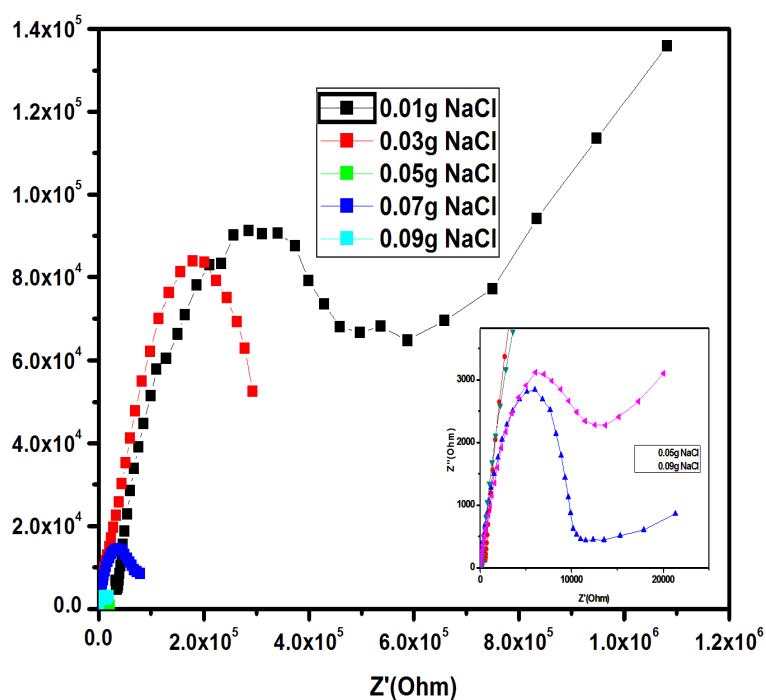 1.4x10⁵
1.2x10⁵
1.0x10⁵
8.0x10⁴
6.0x10⁴
4.0x10⁴
2.0x10⁴
0.0
0.01g NaCl
0.03g NaCl
0.05g NaCl
0.07g NaCl
0.09g NaCl
Z''(Ohm)
3000
2000
1000
0
0.05g NaCl
0.09g NaCl
0 10000 20000
Z'(Ohm)
0.0 2.0x10⁵ 4.0x10⁵ 6.0x10⁵ 8.0x10⁵ 1.0x10⁶ 1.2x10⁶
Z'(Ohm)